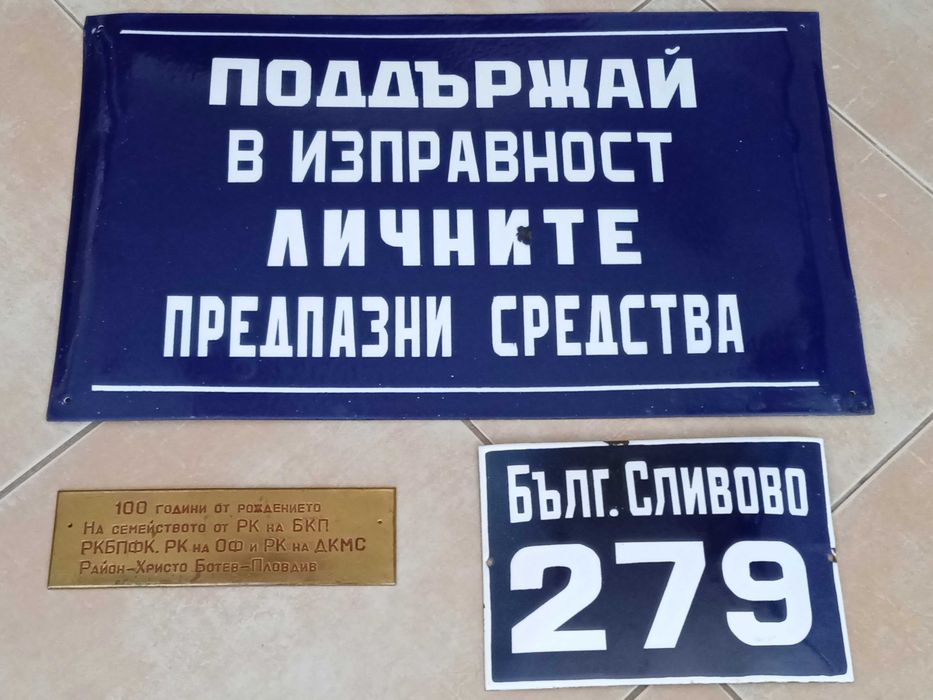 ПОДДЪРЖАЙ
В ИЗПРАВНОСТ
ЛИЧНИТЕ
ПРЕДПАЗНИ СРЕДСТВА
100 ГОДИНИ ОТ РОЖДЕНИЕТО
НА СЕМЕЙСТВОТО ОТ РК НА БКП
РКБПФК. РК НА ОФ И РК НА ДКМС
РАЙОН-ХРИСТО БОТЕВ-ПЛОВДИВ
БЪЛГ. СЛИВОВО
279